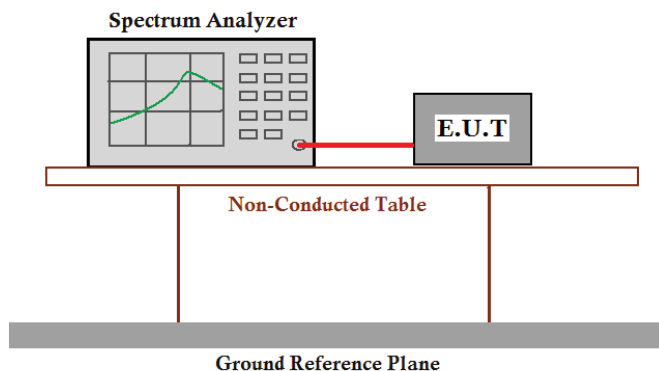 Spectrum Analyzer
E.U.T
Non-Conducted Table
Ground Reference Plane